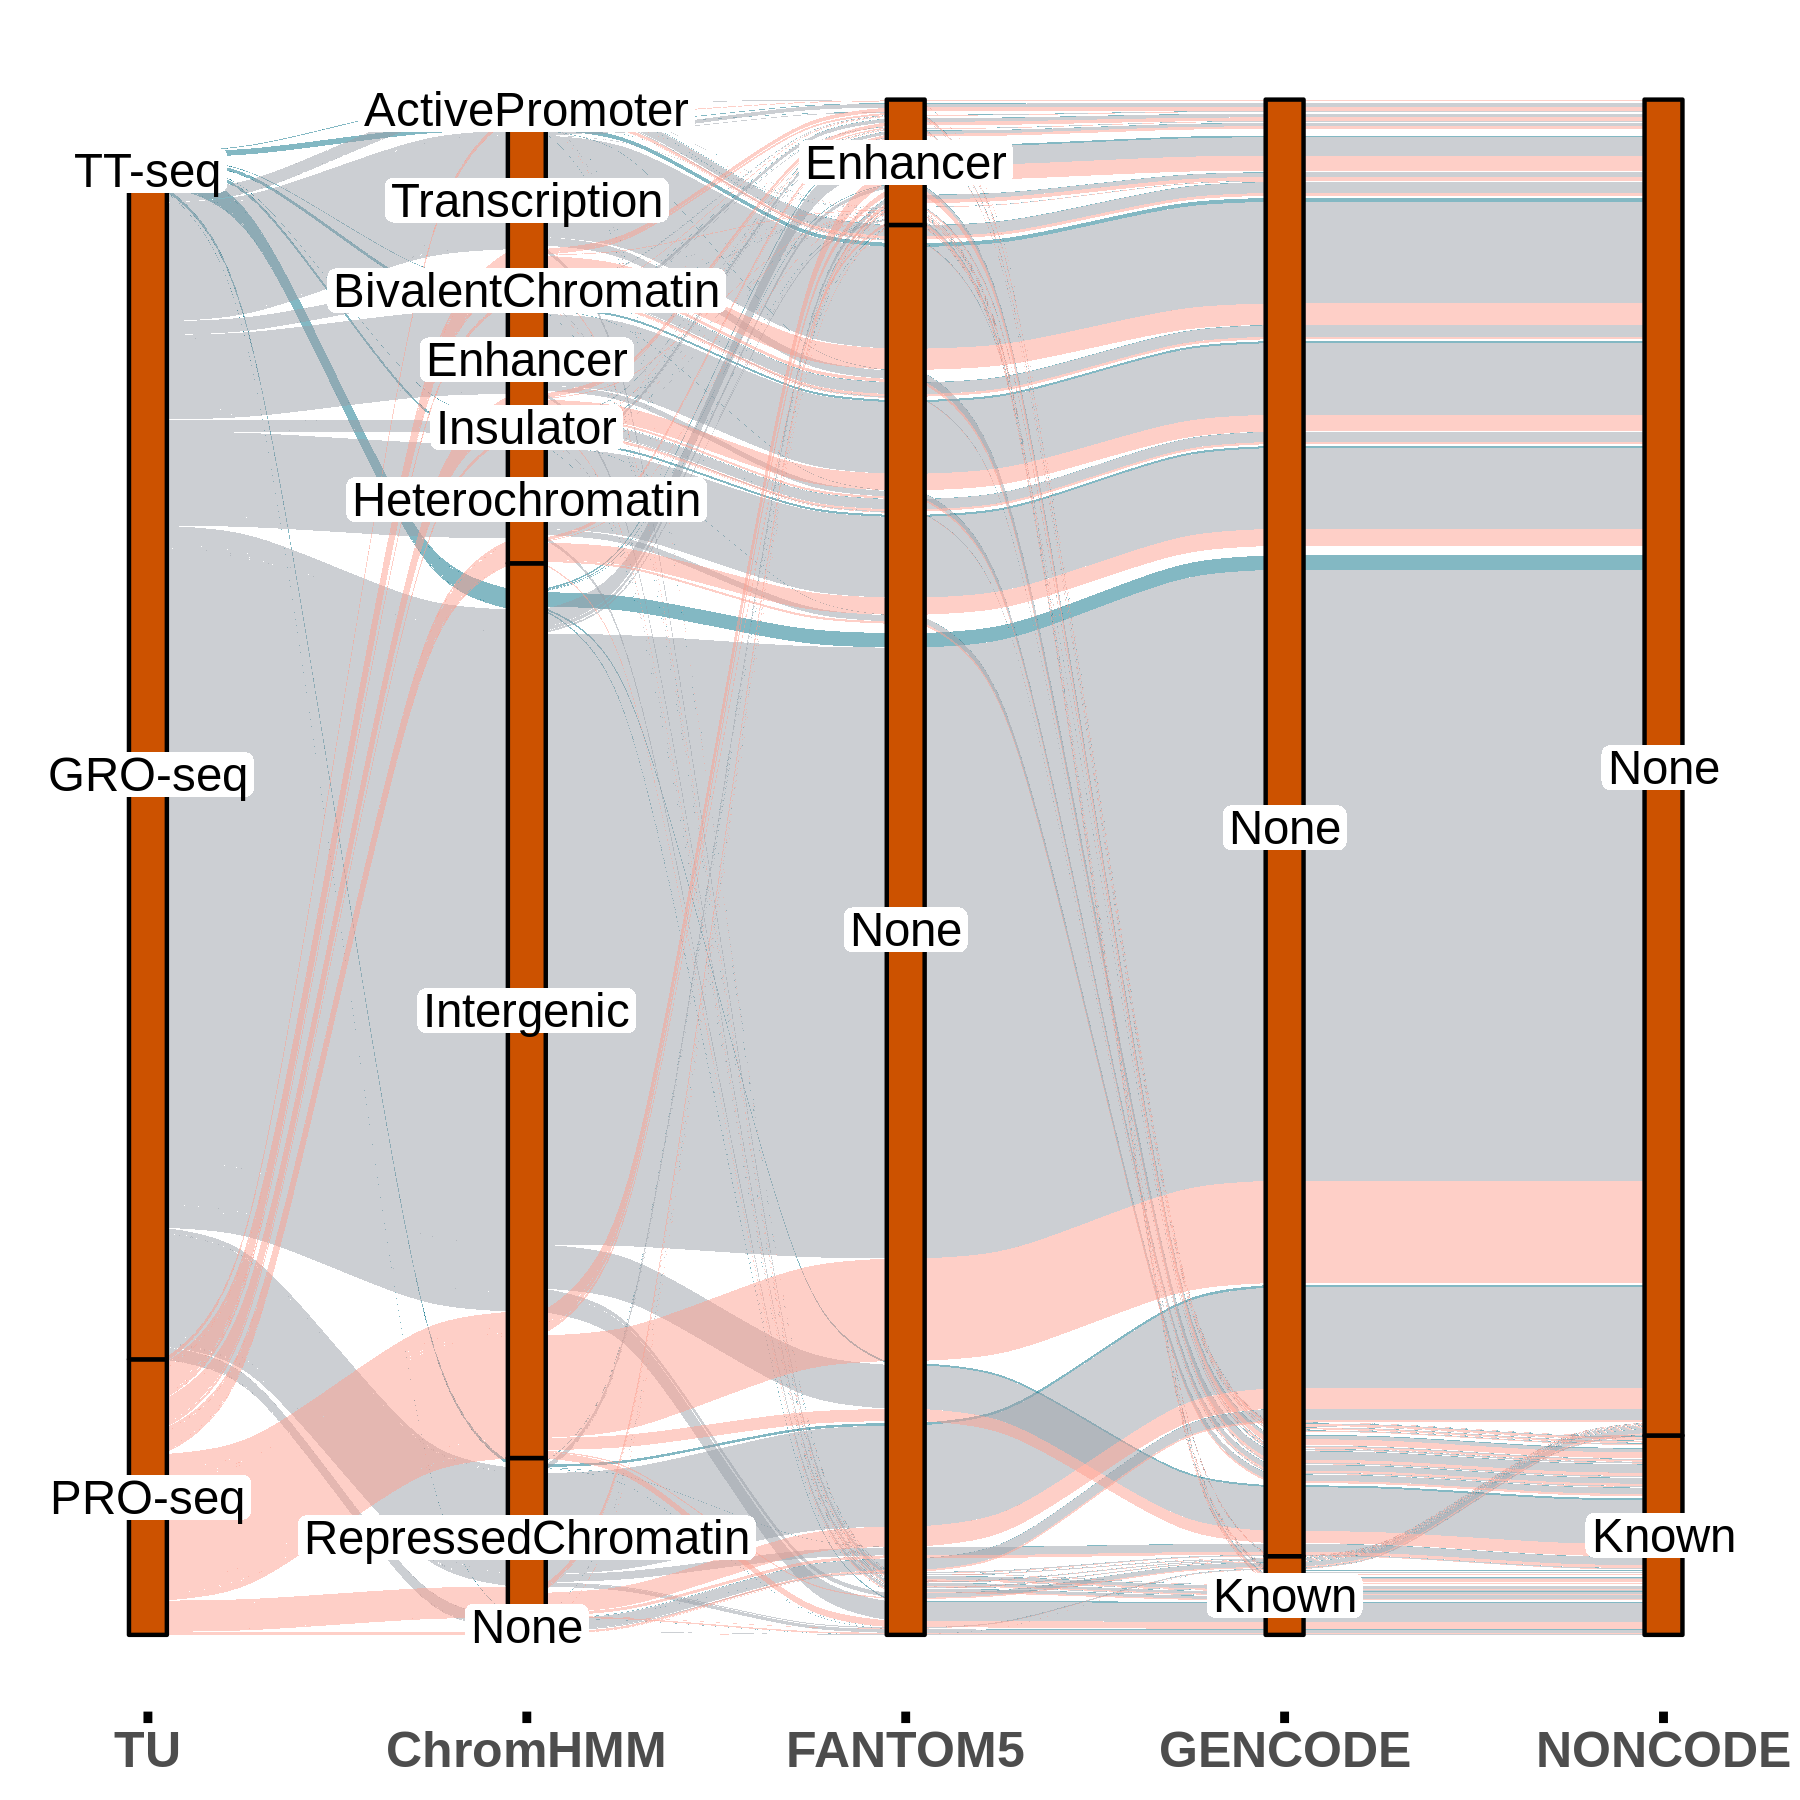 ActivePromoter
TT-seq
Enhancer
Transcription
BivalentChromatin
Enhancer
Insulator
Heterochromatin
GRO-seq
None
None
None
Intergenic
PRO-seq
RepressedChromatin
Known
Known
None
TU
ChromHMM
FANTOM5
GENCODE
NONCODE